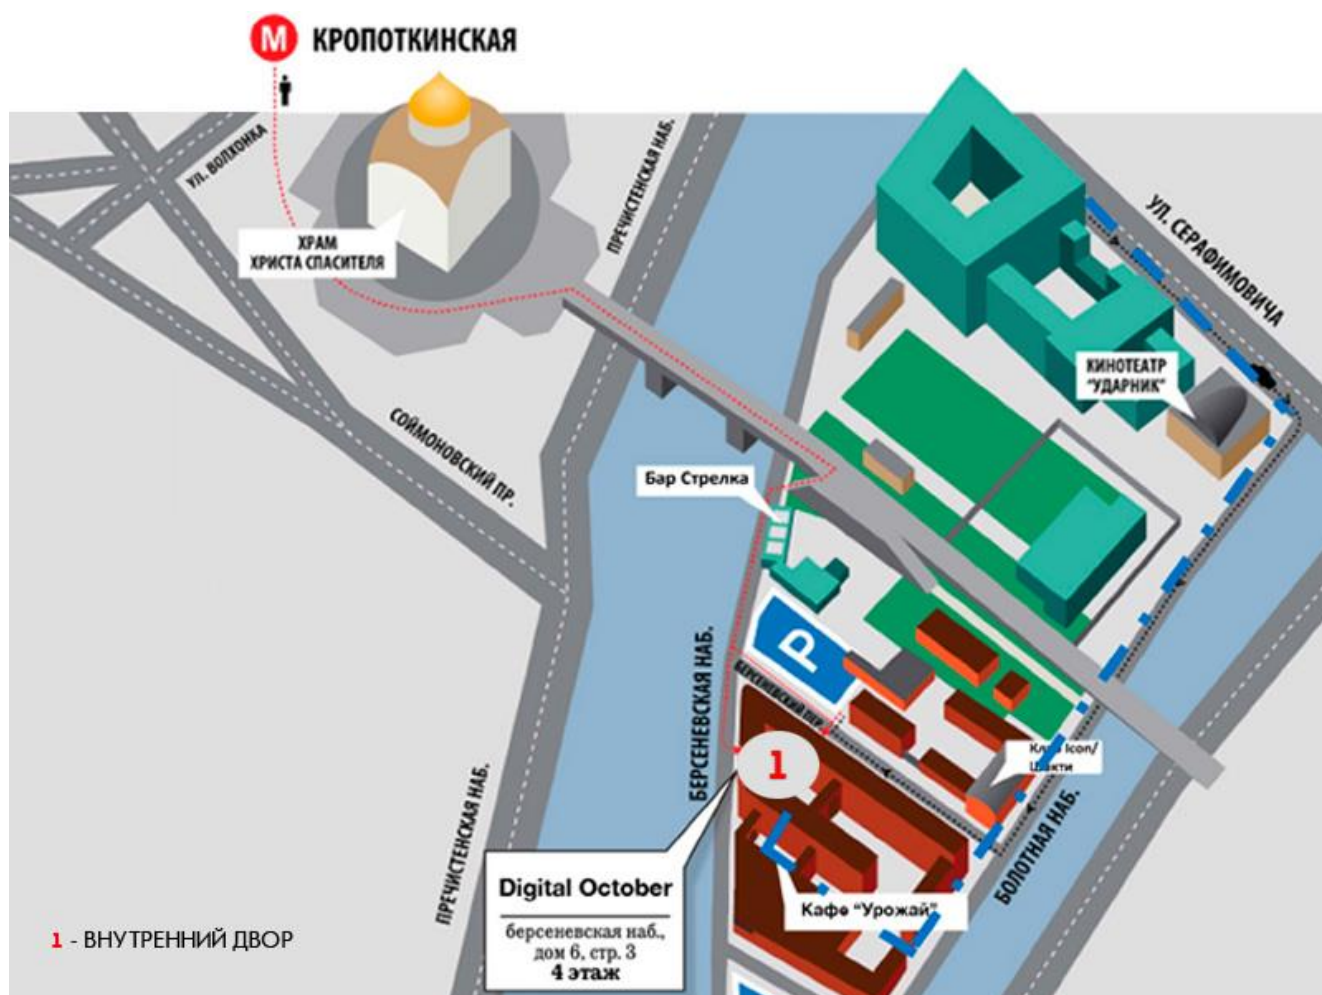 М КРОПОТКИНСКАЯ
УЛ. ВОЛХОНКА
ПРЕЧИСТЕНСКАЯ НАБ.
УЛ. СЕРАФИМОВИЧА
ХРАМ
ХРИСТА СПАСИТЕЛЯ
КИНОТЕАТР
"УДАРНИК"
СОЙМОНОВСКИЙ ПР.
Бар Стрелка
P
БЕРСЕНЕВСКАЯ НАБ.
БЕРСЕНЕВСКИЙ ПЕР.
1
Icon/
БОЛОТНАЯ НАБ.
ПРЕЧИСТЕНСКАЯ НАБ.
Digital October
берсеневская наб.,
дом 6, стр. 3
4 этаж
Кафе "Урожай"
1 - ВНУТРЕННИЙ ДВОР